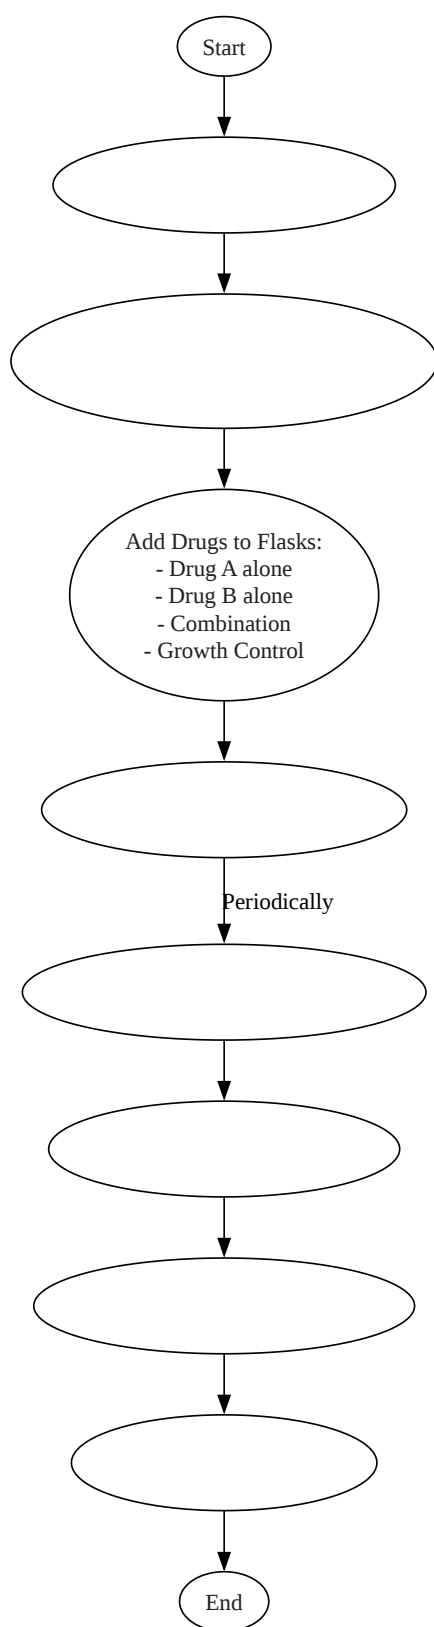 Start
Add Drugs to Flasks:
- Drug A alone
- Drug B alone
- Combination
- Growth Control
Periodically
End